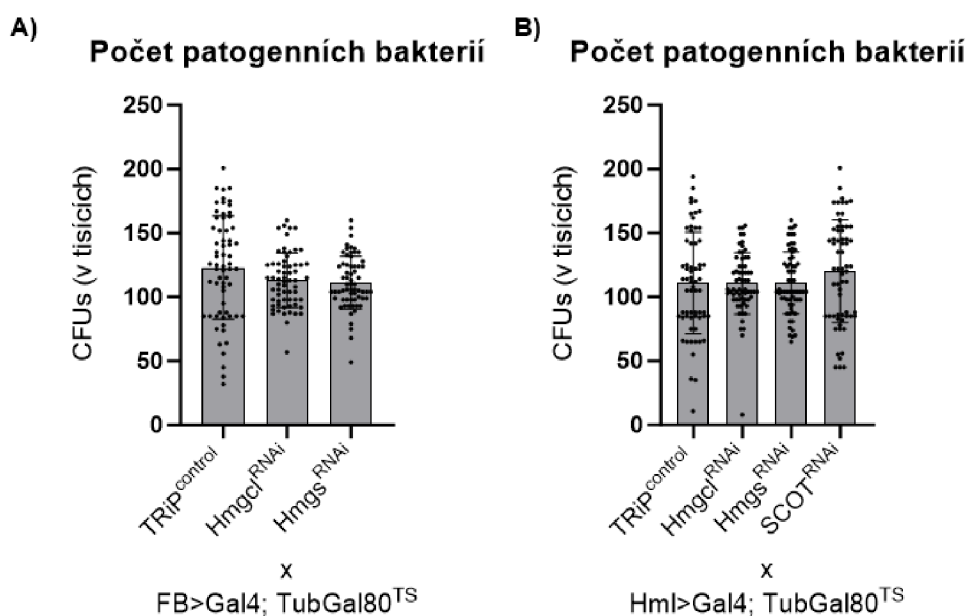 A)
Počet patogenních bakterií
CFUs (v tisících)
250
200
150
100
50
0
TRiP^control
Hmgcl^RNAi
Hmgs^RNAi
x
FB>Gal4; TubGal80^TS
B)
Počet patogenních bakterií
CFUs (v tisících)
250
200
150
100
50
0
TRiP^control
Hmgcl^RNAi
Hmgs^RNAi
SCOT^RNAi
x
Hml>Gal4; TubGal80^TS